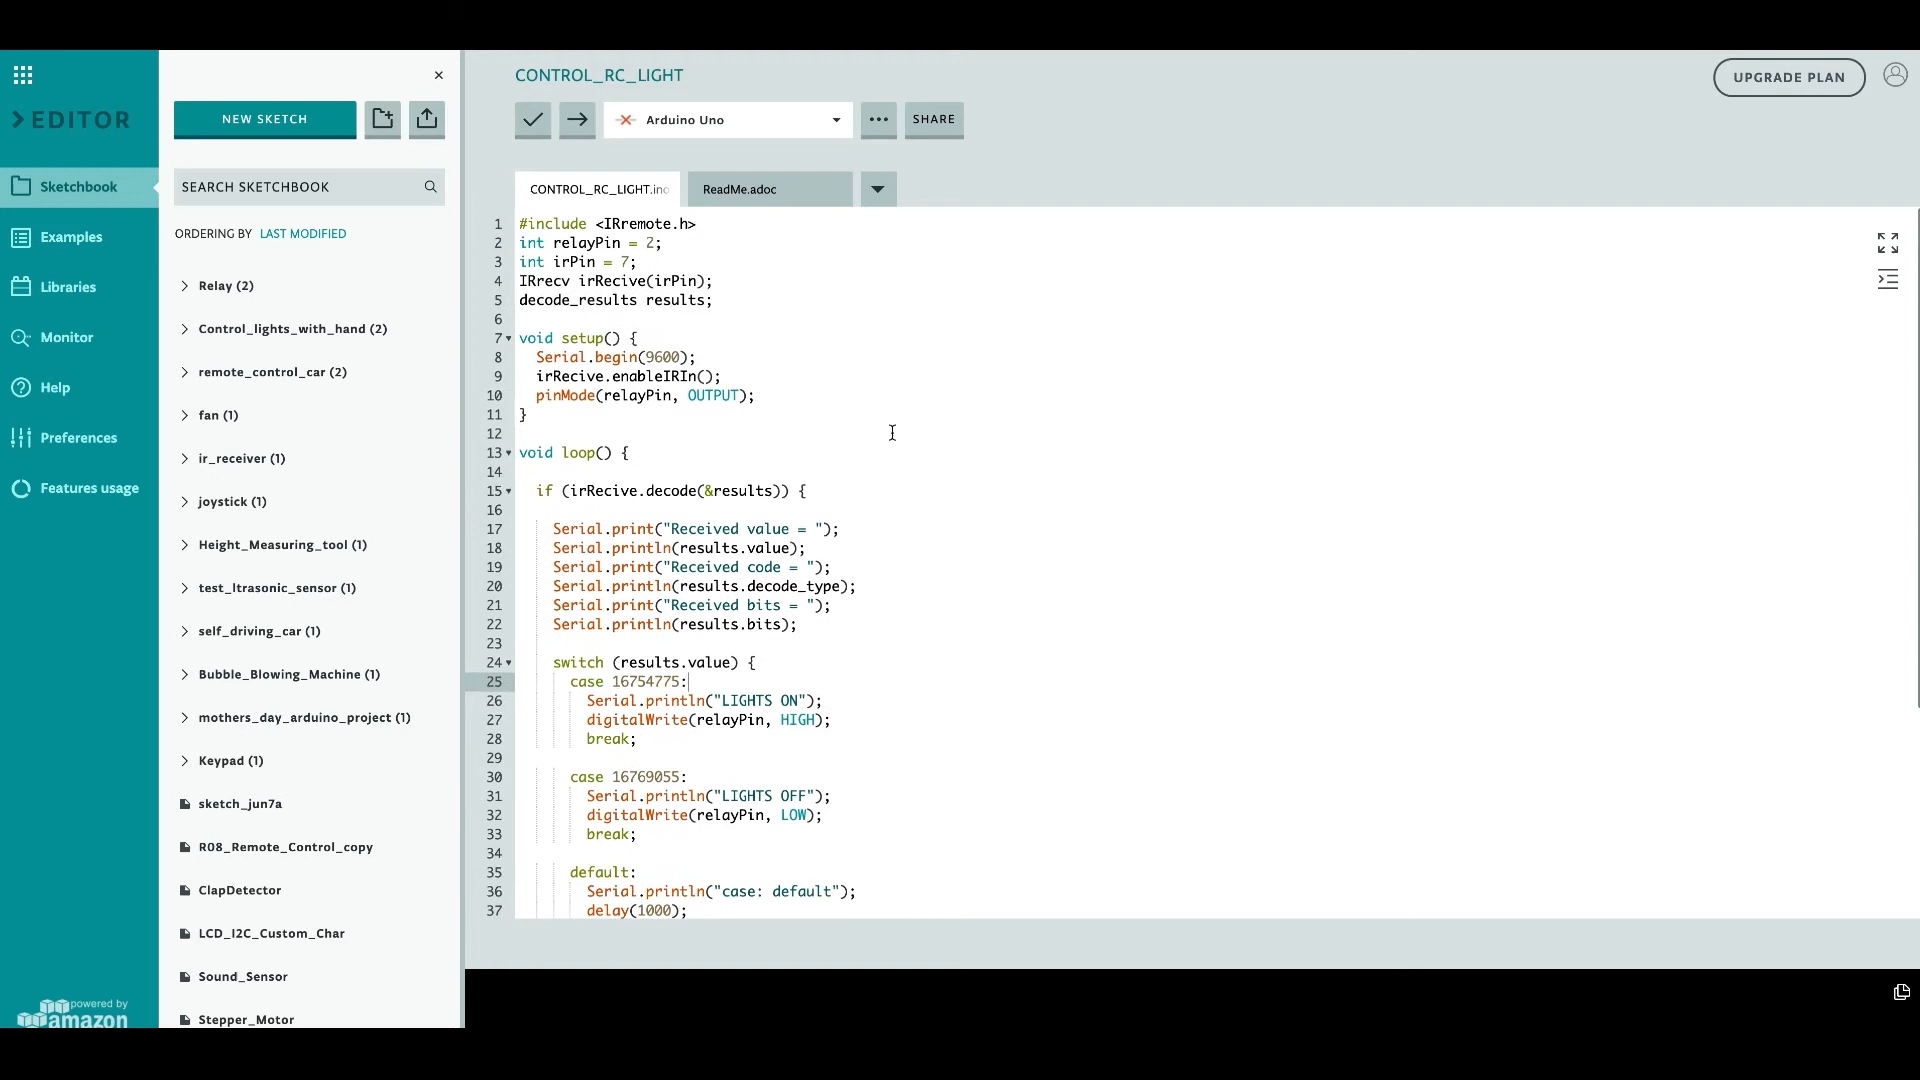 EDITOR
Sketchbook
Examples
Libraries
Monitor
Help
Preferences
Features usage
powered by
amazon
NEW SKETCH
SEARCH SKETCHBOOK
ORDERING BY LAST MODIFIED
Relay (2)
Control_lights_with_hand (2)
remote_control_car (2)
fan (1)
ir_receiver (1)
joystick (1)
Height_Measuring_tool (1)
test_ltrasonic_sensor (1)
self_driving_car (1)
Bubble_Blowing_Machine (1)
mothers_day_arduino_project (1)
Keypad (1)
sketch_jun7a
R08_Remote_Control_copy
ClapDetector
LCD_I2C_Custom_Char
Sound_Sensor
Stepper_Motor
CONTROL_RC_LIGHT
UPGRADE PLAN
Arduino Uno
SHARE
CONTROL_RC_LIGHT.ino
ReadMe.adoc
1 #include <IRremote.h>
2 int relayPin = 2;
3 int irPin = 7;
4 IRrecv irRecive(irPin);
5 decode_results results;
6
7 void setup() {
8 Serial.begin(9600);
9 irRecive.enableIRIn();
10 pinMode(relayPin, OUTPUT);
11 }
12
13 void loop() {
14
15 if (irRecive.decode(&results)) {
16
17 Serial.print("Received value = ");
18 Serial.println(results.value);
19 Serial.print("Received code = ");
20 Serial.println(results.decode_type);
21 Serial.print("Received bits = ");
22 Serial.println(results.bits);
23
24 switch (results.value) {
25 case 16754775:
26 Serial.println("LIGHTS ON");
27 digitalWrite(relayPin, HIGH);
28 break;
29
30 case 16769055:
31 Serial.println("LIGHTS OFF");
32 digitalWrite(relayPin, LOW);
33 break;
34
35 default:
36 Serial.println("case: default");
37 delay(1000);